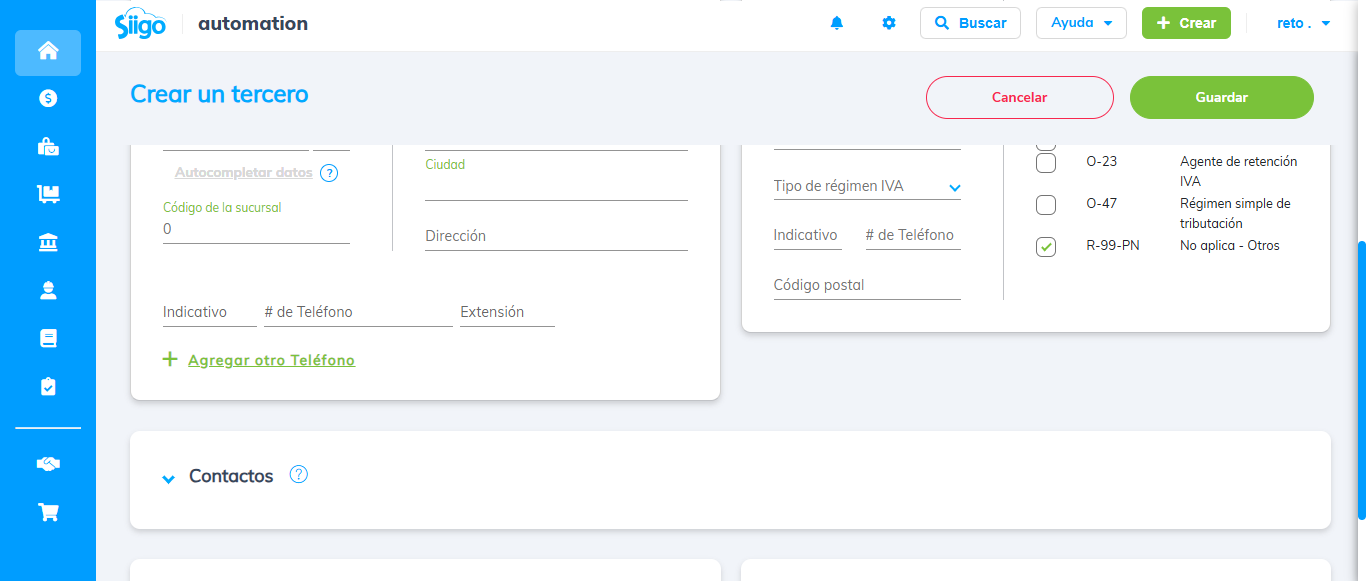 Siigo
automation
Buscar
Ayuda
Crear
reto .
Crear un tercero
Cancelar
Guardar
Autocompletar datos ?
Código de la sucursal
0
Ciudad
Dirección
Indicativo
# de Teléfono
Extensión
Agregar otro Teléfono
Tipo de régimen IVA
Indicativo
# de Teléfono
Código postal
O-23
Agente de retención
IVA
O-47
Régimen simple de
tributación
R-99-PN
No aplica - Otros
Contactos ?